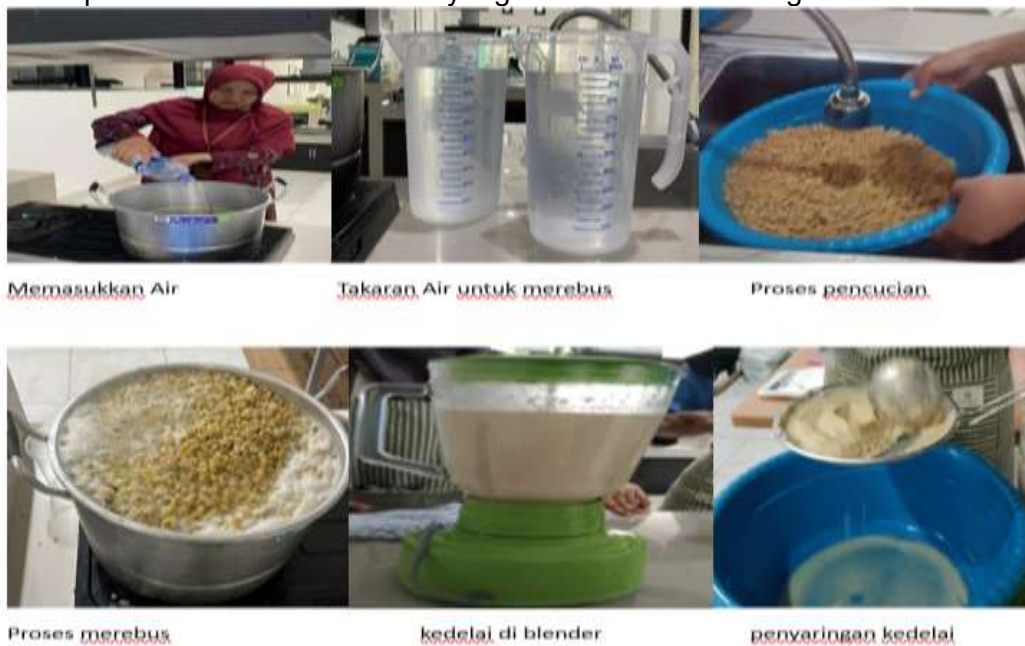 Memasukkan Air
Takaran Air untuk merebus
Proses pencucian
Proses merebus
kedelai di blender
penyaringan kedelai